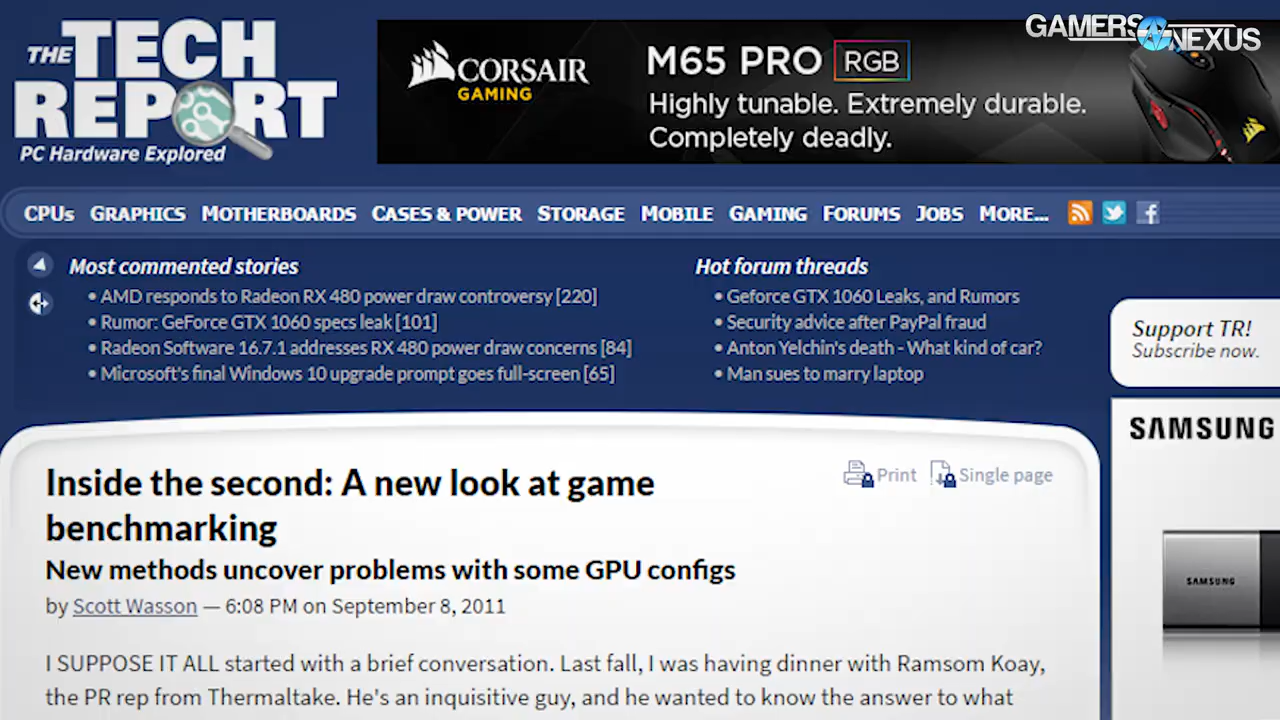 GAMERS NEXUS
THE TECH REPORT
PC Hardware Explored
CORSAIR
GAMING
M65 PRO RGB
Highly tunable. Extremely durable.
Completely deadly.
CPUs GRAPHICS MOTHERBOARDS CASES & POWER STORAGE MOBILE GAMING FORUMS JOBS MORE...
Most commented stories
• AMD responds to Radeon RX 480 power draw controversy [220]
• Rumor: GeForce GTX 1060 specs leak [101]
• Radeon Software 16.7.1 addresses RX 480 power draw concerns [84]
• Microsoft's final Windows 10 upgrade prompt goes full-screen [65]
Hot forum threads
• Geforce GTX 1060 Leaks, and Rumors
• Security advice after PayPal fraud
• Anton Yelchin's death - What kind of car?
• Man sues to marry laptop
Support TR!
Subscribe now.
SAMSUNG
SAMSUNG
Print Single page
Inside the second: A new look at game
benchmarking
New methods uncover problems with some GPU configs
by Scott Wasson — 6:08 PM on September 8, 2011
I SUPPOSE IT ALL started with a brief conversation. Last fall, I was having dinner with Ramsom Koay,
the PR rep from Thermaltake. He's an inquisitive guy, and he wanted to know the answer to what